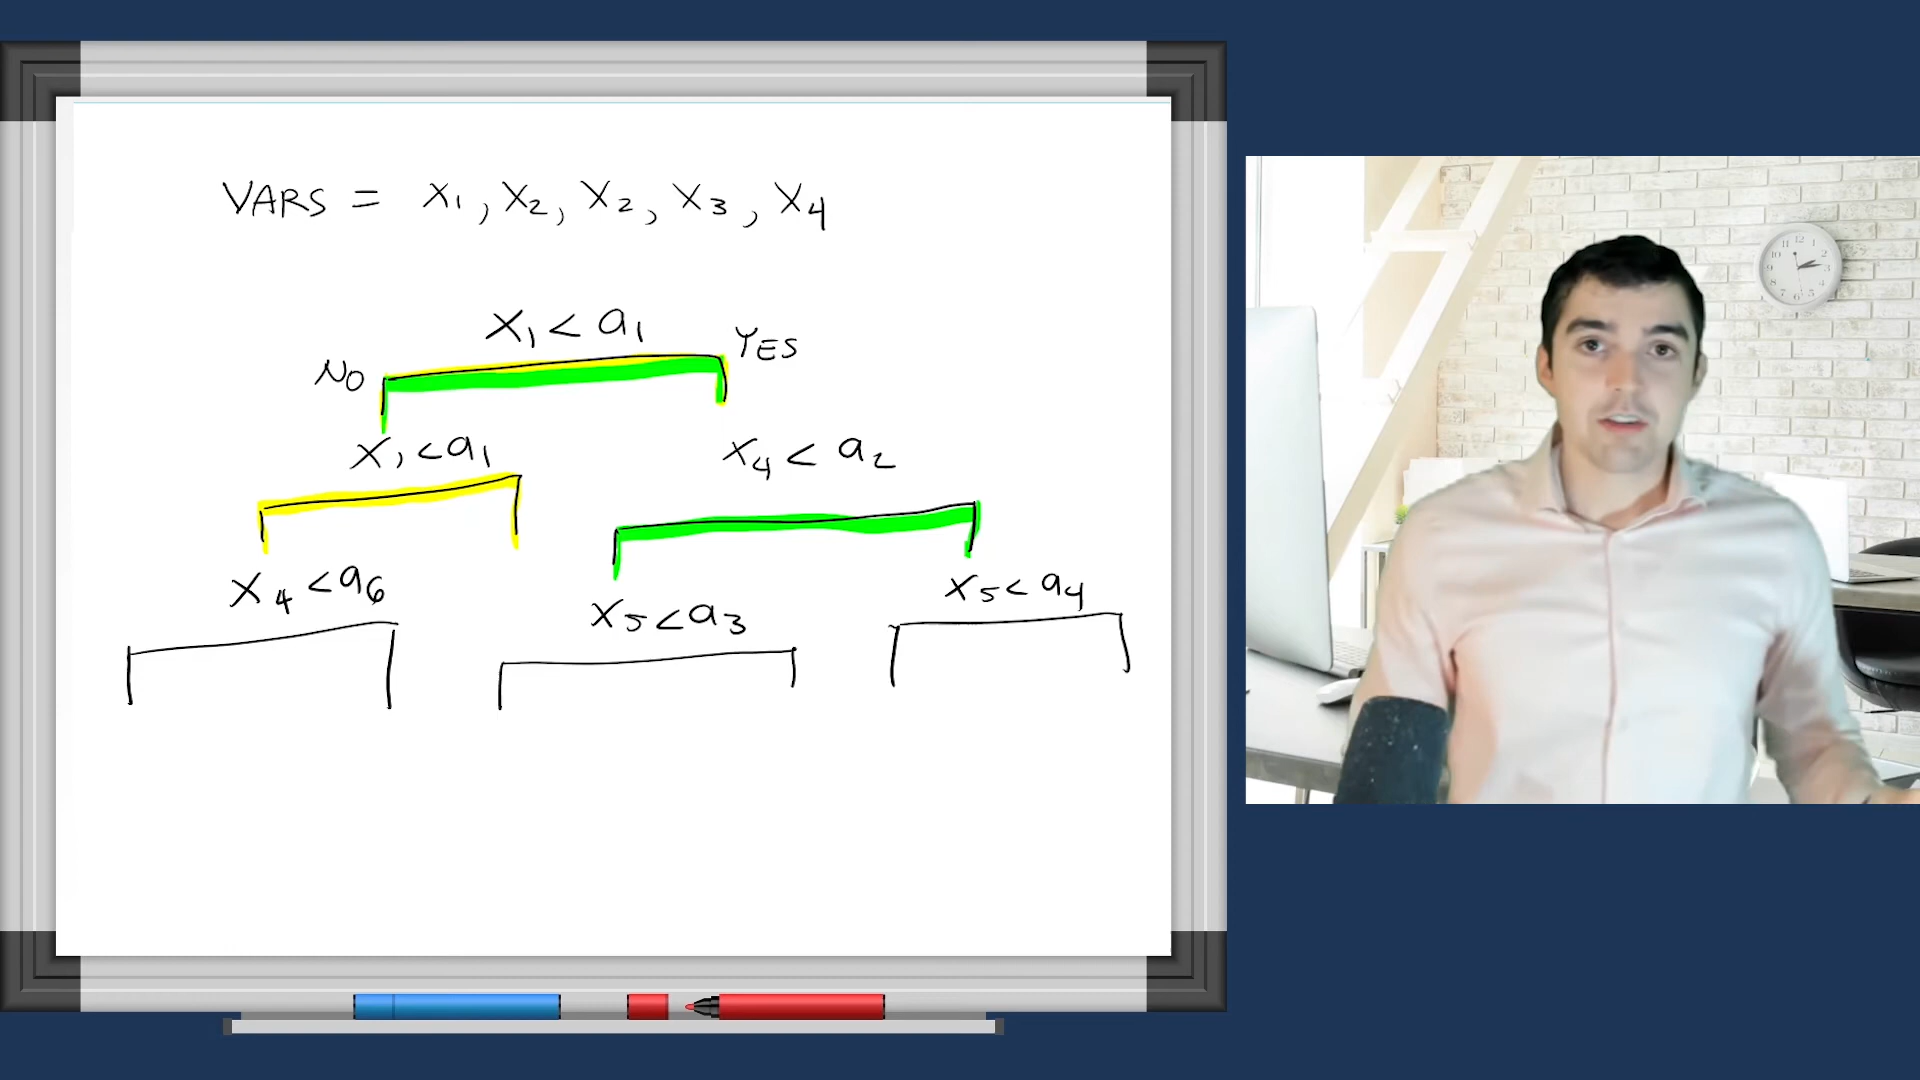 VARS = X1, X2, X2, X3, X4
X1 < a1
NO
YES
X1 < a1
X4 < a2
X4 < a6
X5 < a3
X5 < a4